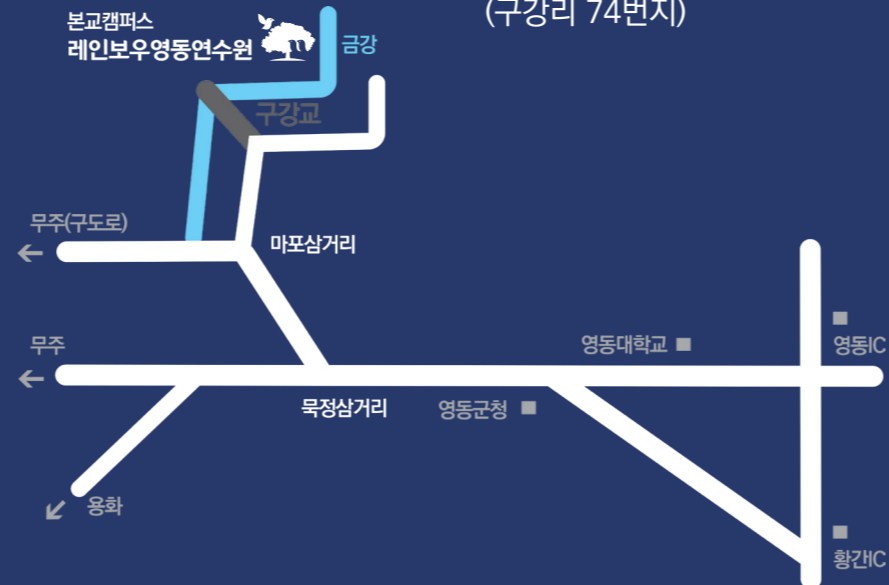 (구강리 74번지)
본교캠퍼스
레인보우영동연수원
금강
구강교
무주(구도로)
마포삼거리
무주
영동대학교
영동IC
묵정삼거리
영동군청
용화
황간IC